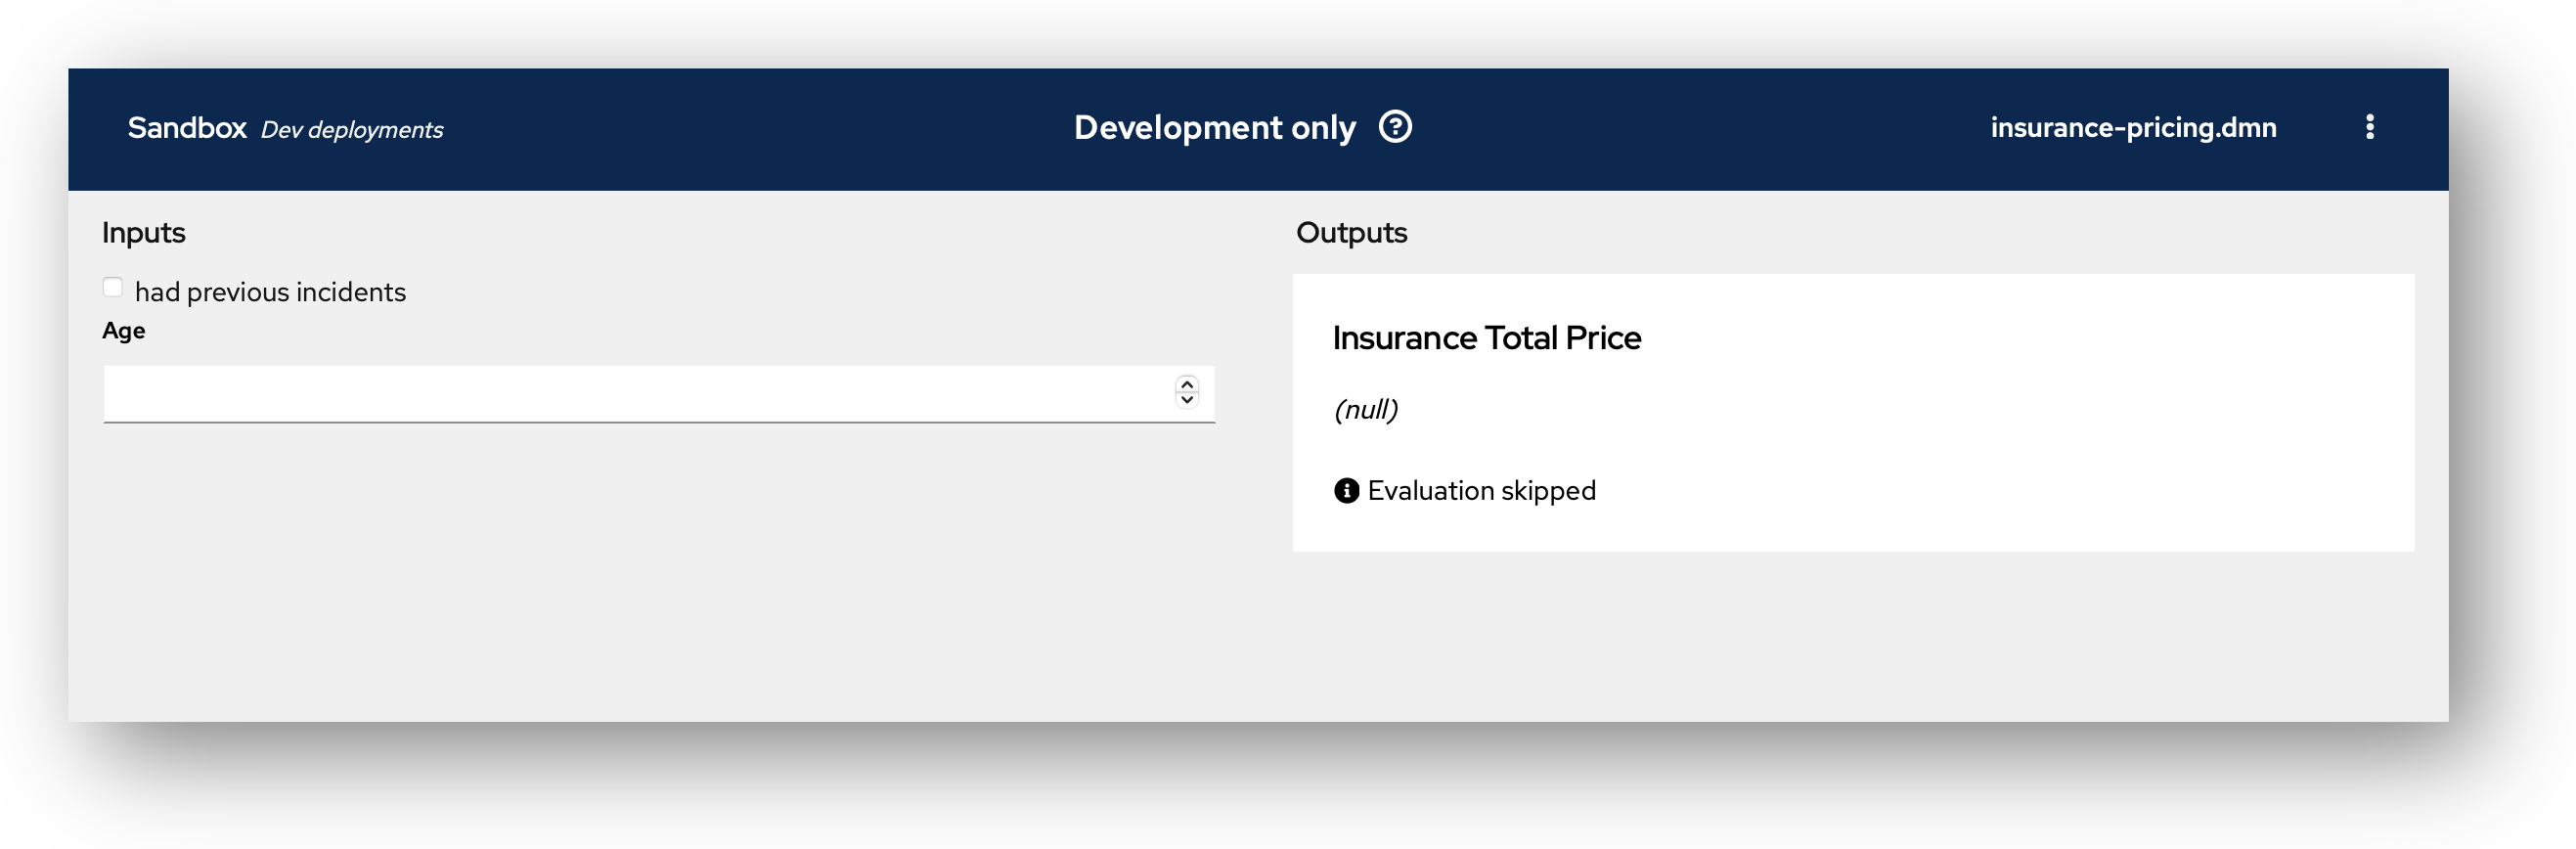 Sandbox Dev deployments
Development only
insurance-pricing.dmn
Inputs
had previous incidents
Age
Outputs
Insurance Total Price
(null)
Evaluation skipped